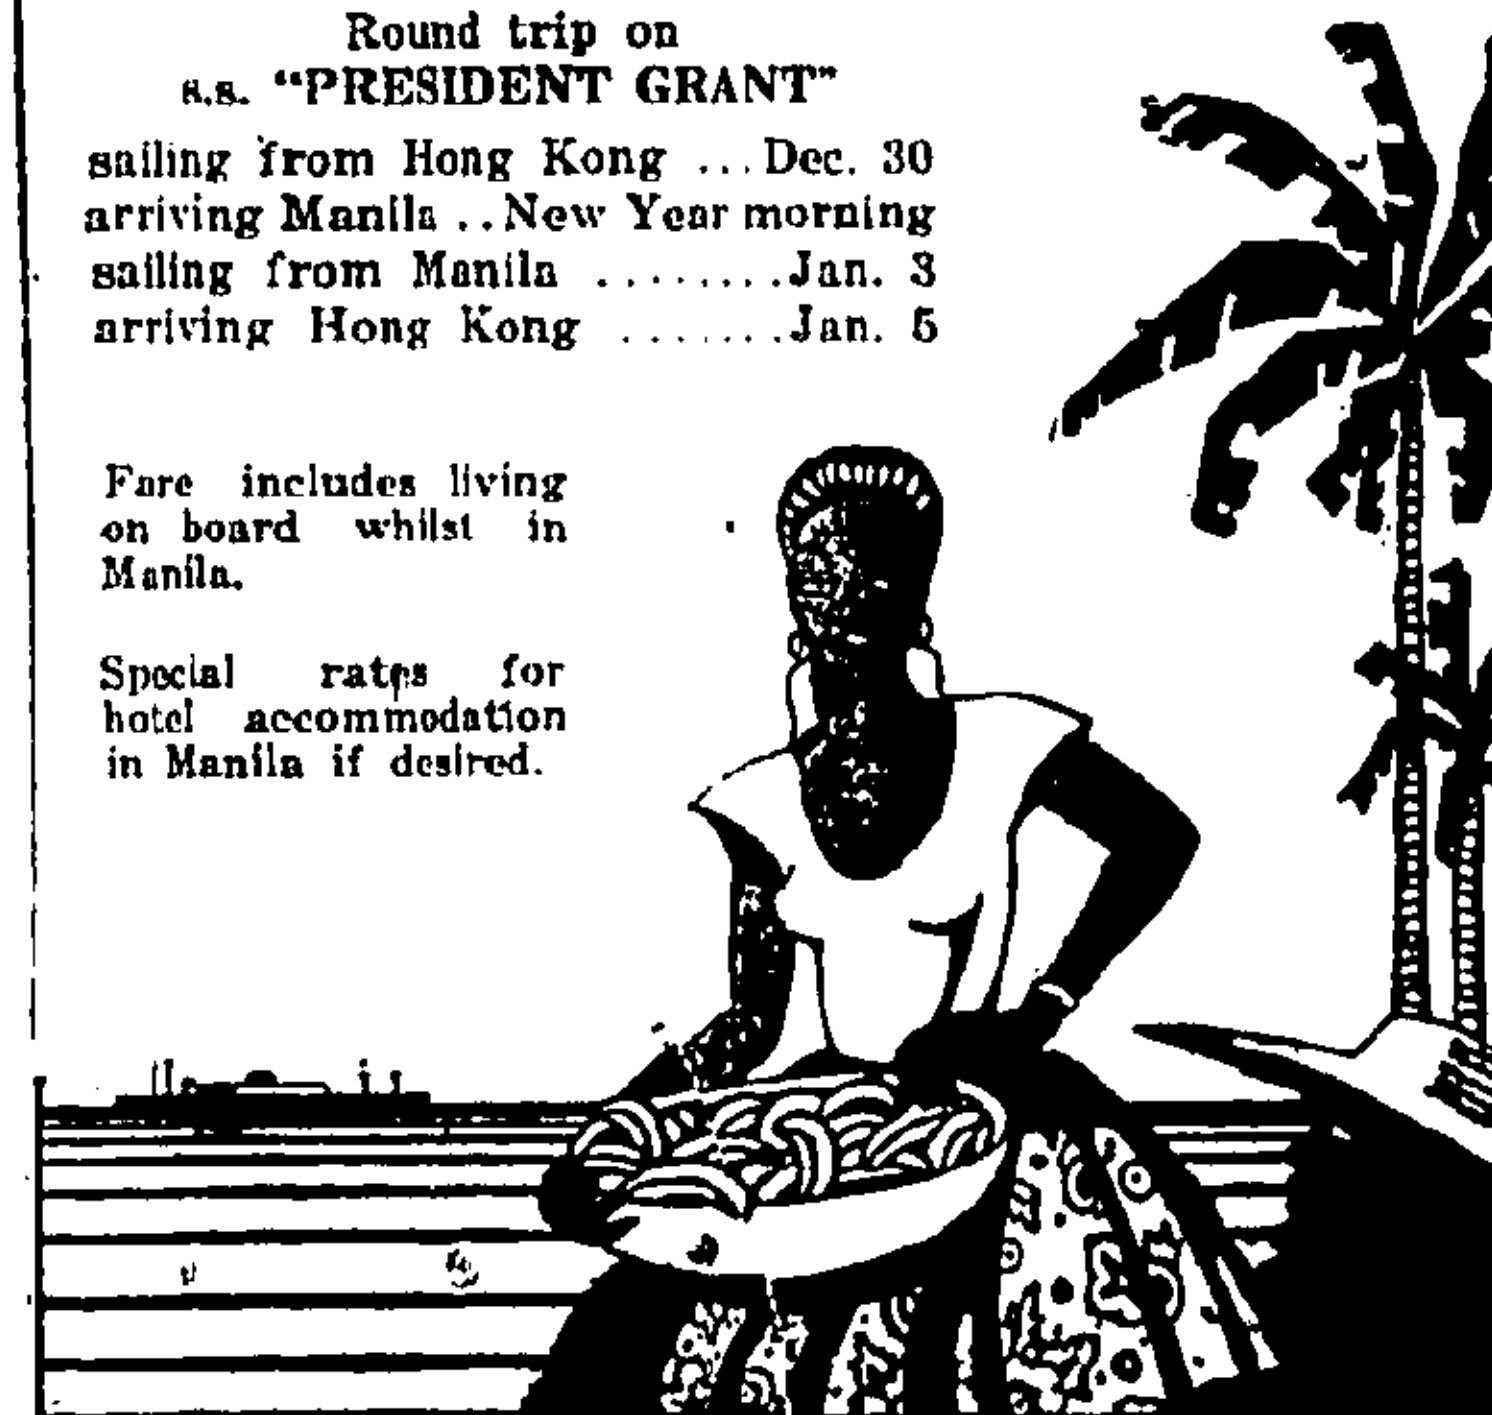 Round trip on
s.s. "PRESIDENT GRANT"
sailing from Hong Kong ... Dec. 30
arriving Manila .. New Year morning
sailing from Manila ........ Jan. 3
arriving Hong Kong ....... Jan. 5
Fare includes living
on board whilst in
Manila.
Special rates for
hotel accommodation
in Manila if desired.